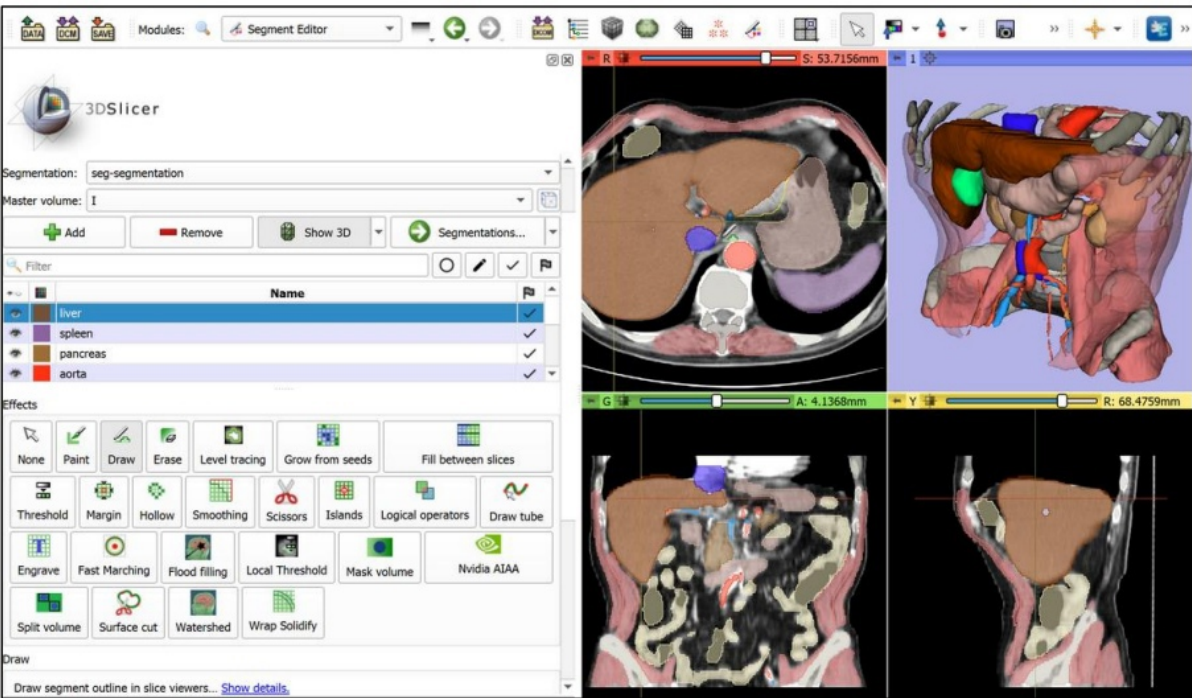 DATA DCM SAVE Modules: Segment Editor DICOM
R S: 53.7156mm 1
3DSlicer
Segmentation: seg-segmentation
Master volume: I
Add Remove Show 3D Segmentations...
Filter
Name
liver
spleen
pancreas
aorta
G A: 4.1368mm Y R: 68.4759mm
Effects
None Paint Draw Erase Level tracing Grow from seeds Fill between slices
Threshold Margin Hollow Smoothing Scissors Islands Logical operators Draw tube
Engrave Fast Marching Flood filling Local Threshold Mask volume Nvidia AIAA
Split volume Surface cut Watershed Wrap Solidify
Draw
Draw segment outline in slice viewers... Show details.